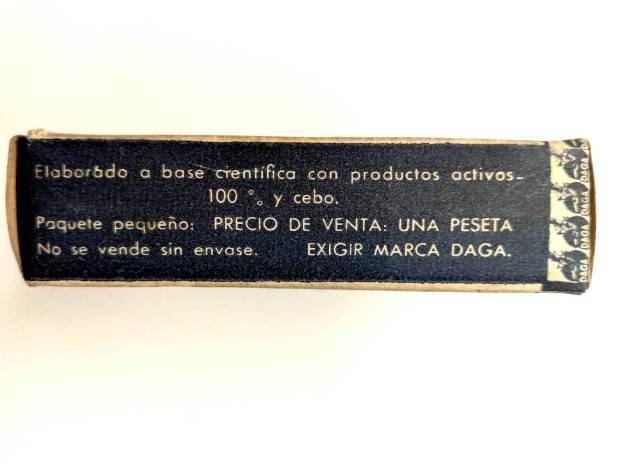 Elaborado a base científica con productos activos-
100 % y cebo.
Paquete pequeño: PRECIO DE VENTA: UNA PESETA
No se vende sin envase. EXIGIR MARCA DAGA.
DAGA
DAGA
DAGA
DAGA